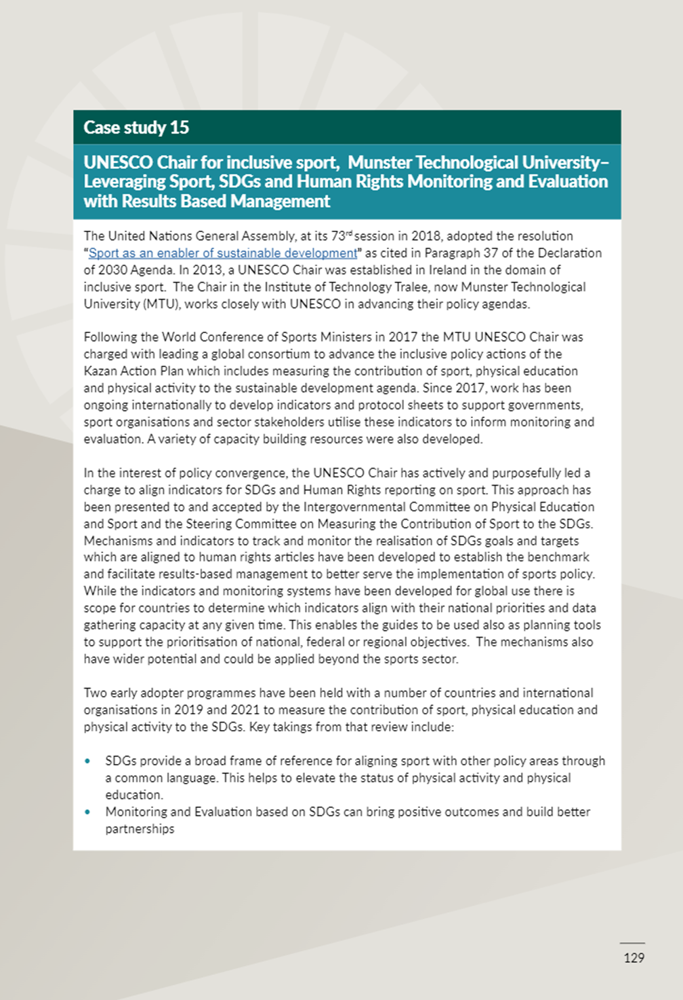 Case study 15
UNESCO Chair for inclusive sport,  Munster Technological University–
Leveraging Sport, SDGs and Human Rights Monitoring and Evaluation
with Results Based Management
The United Nations General Assembly, at its 73rd session in 2018, adopted the resolution
“Sport as an enabler of sustainable development” as cited in Paragraph 37 of the Declaration
of 2030 Agenda. In 2013, a UNESCO Chair was established in Ireland in the domain of
inclusive sport.  The Chair in the Institute of Technology Tralee, now Munster Technological
University (MTU), works closely with UNESCO in advancing their policy agendas.
Following the World Conference of Sports Ministers in 2017 the MTU UNESCO Chair was
charged with leading a global consortium to advance the inclusive policy actions of the
Kazan Action Plan which includes measuring the contribution of sport, physical education
and physical activity to the sustainable development agenda. Since 2017, work has been
ongoing internationally to develop indicators and protocol sheets to support governments,
sport organisations and sector stakeholders utilise these indicators to inform monitoring and
evaluation. A variety of capacity building resources were also developed.
In the interest of policy convergence, the UNESCO Chair has actively and purposefully led a
charge to align indicators for SDGs and Human Rights reporting on sport. This approach has
been presented to and accepted by the Intergovernmental Committee on Physical Education
and Sport and the Steering Committee on Measuring the Contribution of Sport to the SDGs.
Mechanisms and indicators to track and monitor the realisation of SDGs goals and targets
which are aligned to human rights articles have been developed to establish the benchmark
and facilitate results-based management to better serve the implementation of sports policy.
While the indicators and monitoring systems have been developed for global use there is
scope for countries to determine which indicators align with their national priorities and data
gathering capacity at any given time. This enables the guides to be used also as planning tools
to support the prioritisation of national, federal or regional objectives.  The mechanisms also
have wider potential and could be applied beyond the sports sector.
Two early adopter programmes have been held with a number of countries and international
organisations in 2019 and 2021 to measure the contribution of sport, physical education and
physical activity to the SDGs. Key takings from that review include:
• SDGs provide a broad frame of reference for aligning sport with other policy areas through
a common language. This helps to elevate the status of physical activity and physical
education.
• Monitoring and Evaluation based on SDGs can bring positive outcomes and build better
partnerships
129